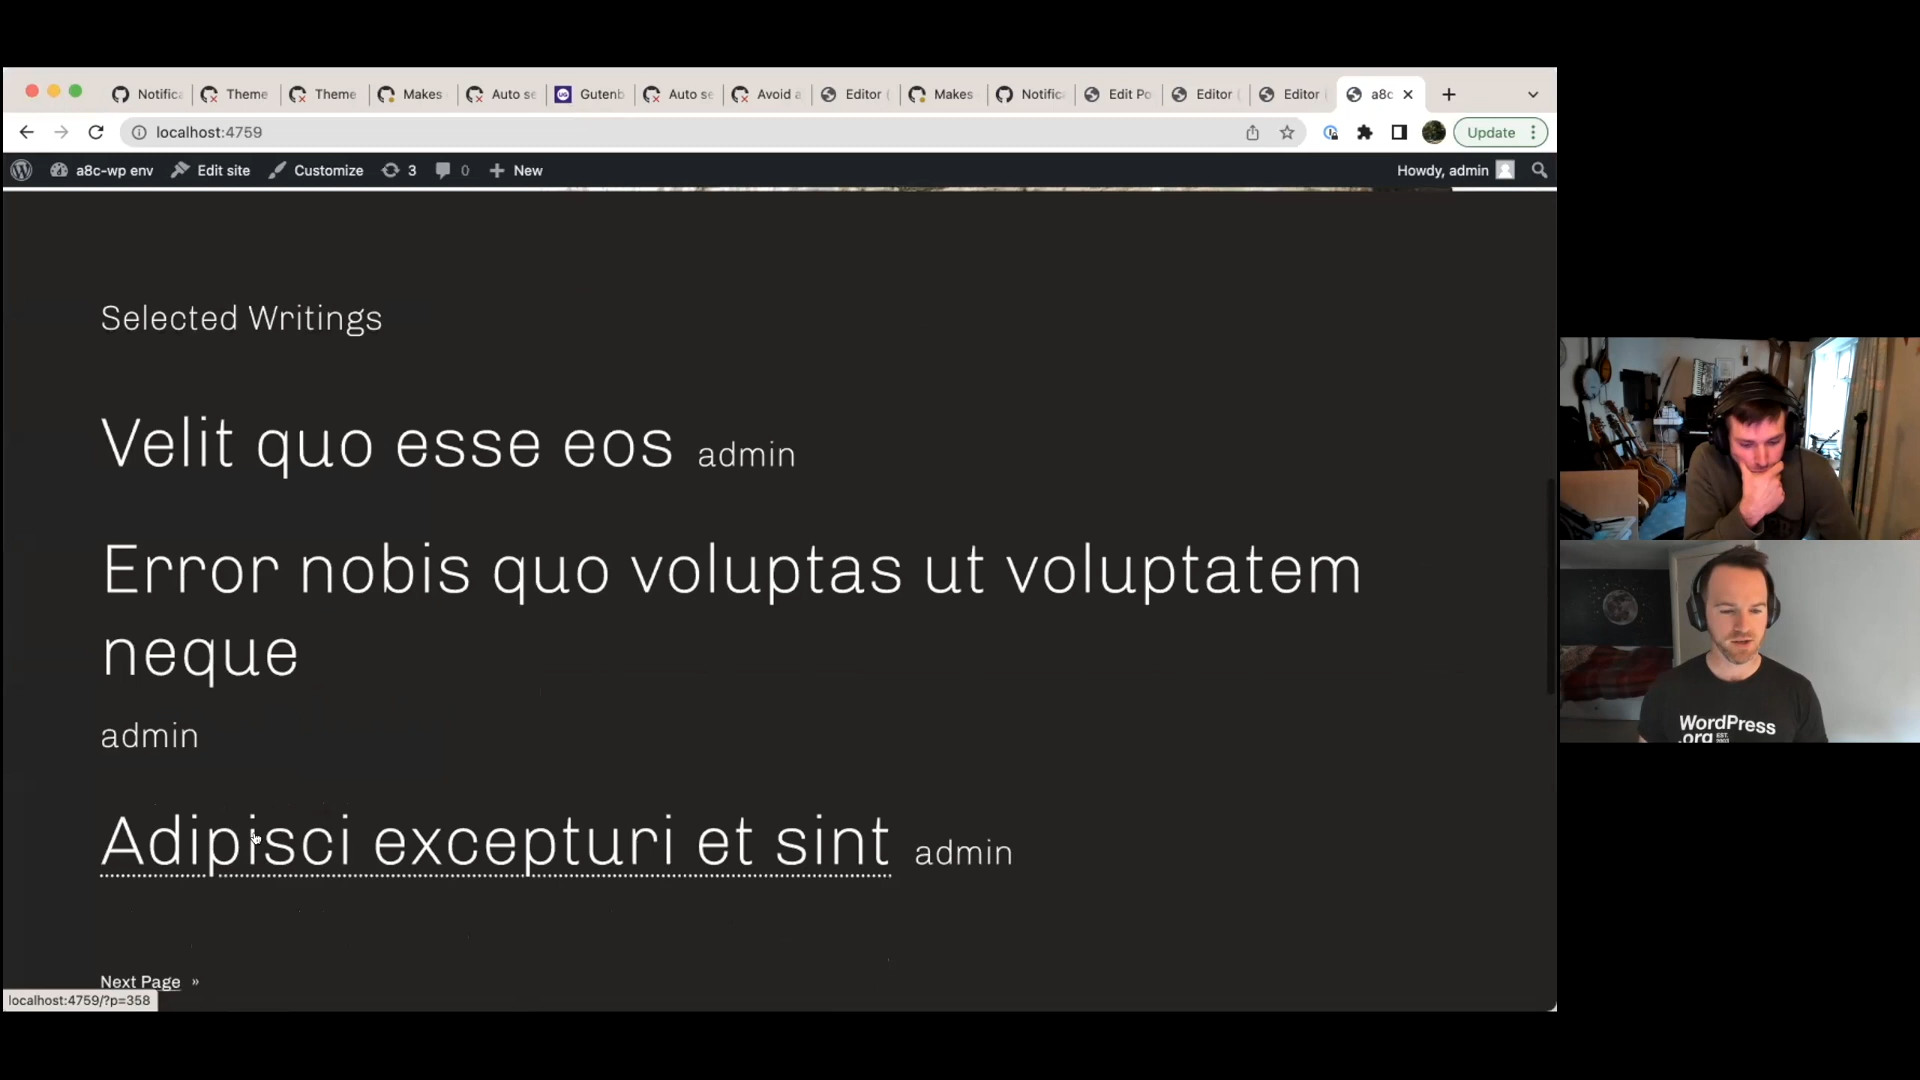 Notifica
Theme
Theme
Makes
Auto se
Gutenb
Auto se
Avoid a
Editor (
Makes
Notific
Edit Po
Editor
Editor
a8c
localhost:4759
Update
a8c-wp env
Edit site
Customize
3
0
New
Howdy, admin
Selected Writings
Velit quo esse eos admin
Error nobis quo voluptas ut voluptatem
neque
admin
Adipisci excepturi et sint admin
Next Page »
localhost:4759/?p=358
WordPress
.org EST.